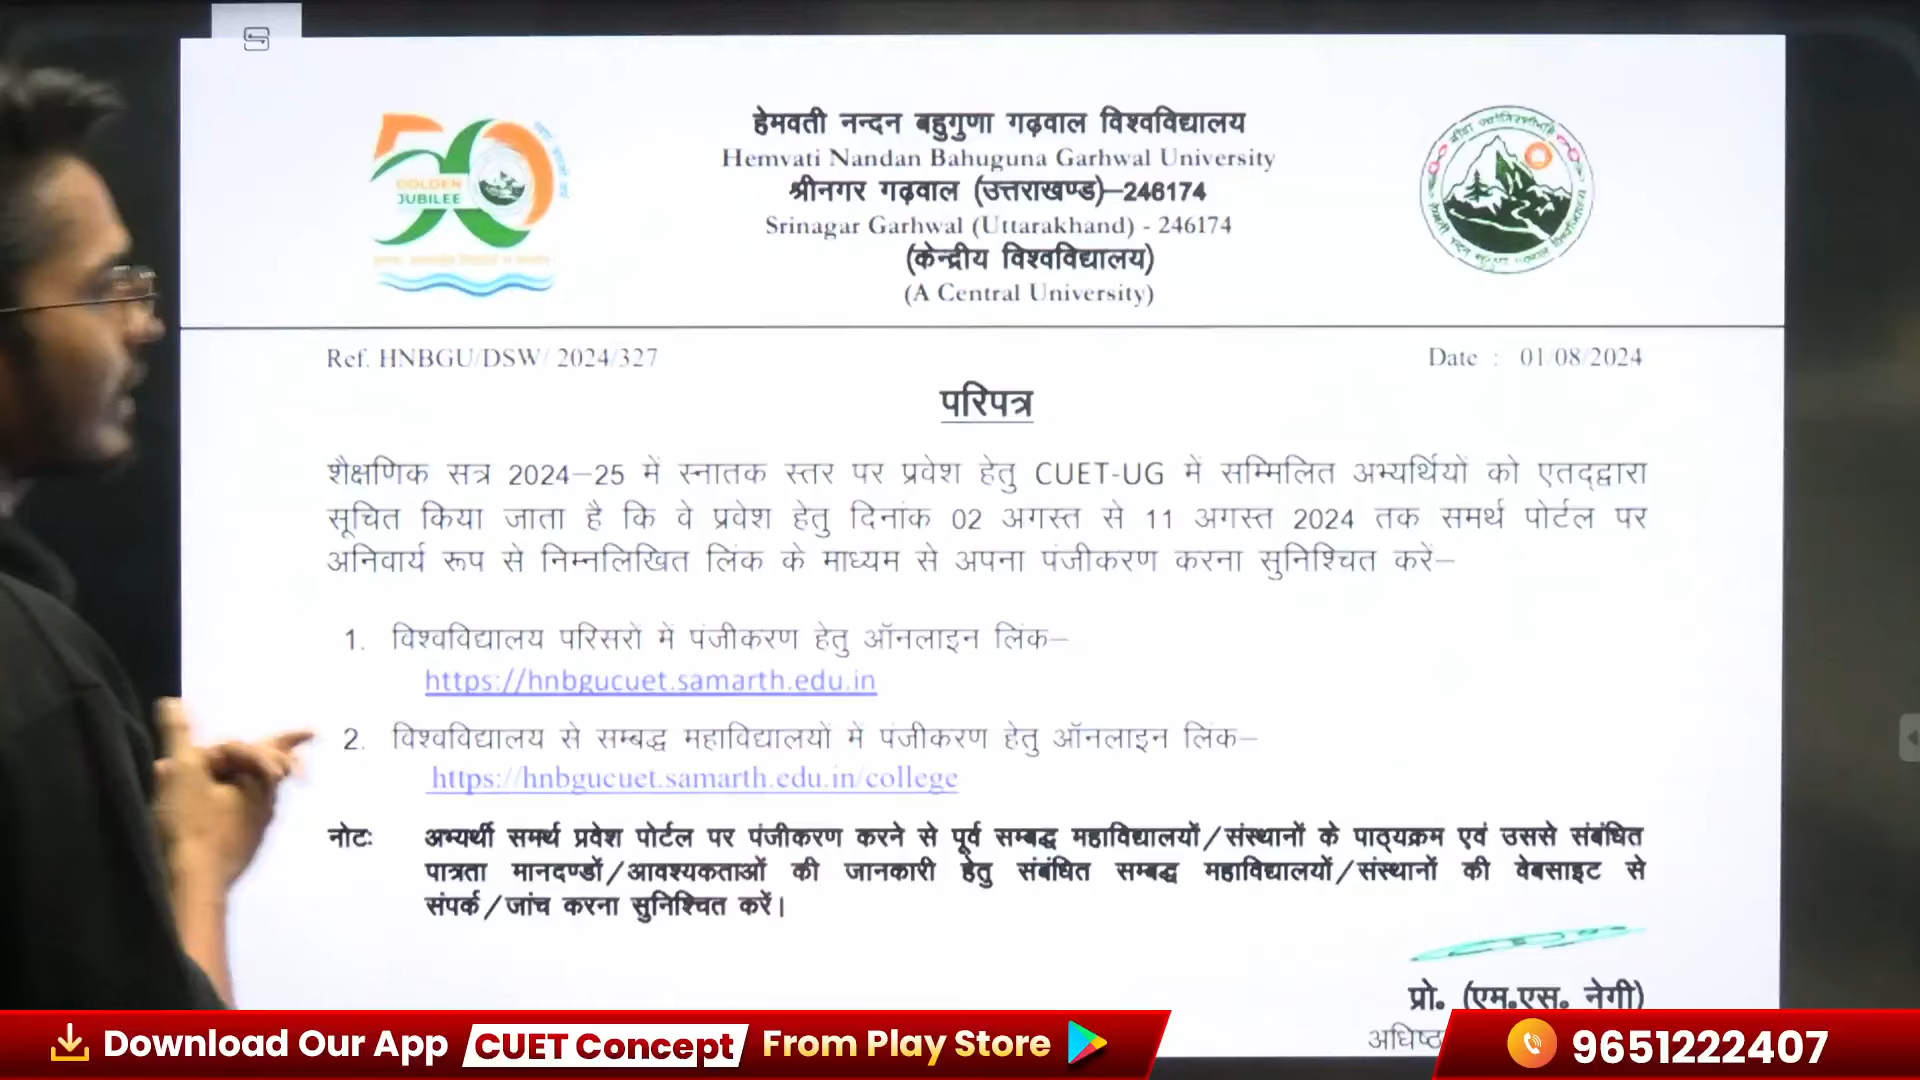 हेमवती नन्दन बहुगुणा गढ़वाल विश्वविद्यालय
Hemvati Nandan Bahuguna Garhwal University
श्रीनगर गढ़वाल (उत्तराखण्ड)–246174
Srinagar Garhwal (Uttarakhand) - 246174
(केन्द्रीय विश्वविद्यालय)
(A Central University)
GOLDEN
JUBILEE
Ref. HNBGU/DSW/ 2024/327
Date : 01/08/2024
परिपत्र
शैक्षणिक सत्र 2024–25 में स्नातक स्तर पर प्रवेश हेतु CUET-UG में सम्मिलित अभ्यर्थियों को एतद्द्वारा
सूचित किया जाता है कि वे प्रवेश हेतु दिनांक 02 अगस्त से 11 अगस्त 2024 तक समर्थ पोर्टल पर
अनिवार्य रूप से निम्नलिखित लिंक के माध्यम से अपना पंजीकरण करना सुनिश्चित करें–
1. विश्वविद्यालय परिसरों में पंजीकरण हेतु ऑनलाइन लिंक–
https://hnbgucuet.samarth.edu.in
2. विश्वविद्यालय से सम्बद्ध महाविद्यालयों में पंजीकरण हेतु ऑनलाइन लिंक–
https://hnbgucuet.samarth.edu.in/college
नोटः अभ्यर्थी समर्थ प्रवेश पोर्टल पर पंजीकरण करने से पूर्व सम्बद्ध महाविद्यालयों/संस्थानों के पाठ्यक्रम एवं उससे संबंधित
पात्रता मानदण्डों/आवश्यकताओं की जानकारी हेतु संबंधित सम्बद्ध महाविद्यालयों/संस्थानों की वेबसाइट से
संपर्क/जांच करना सुनिश्चित करें।
प्रो. (एम.एस. नेगी)
Download Our App CUET Concept From Play Store
9651222407